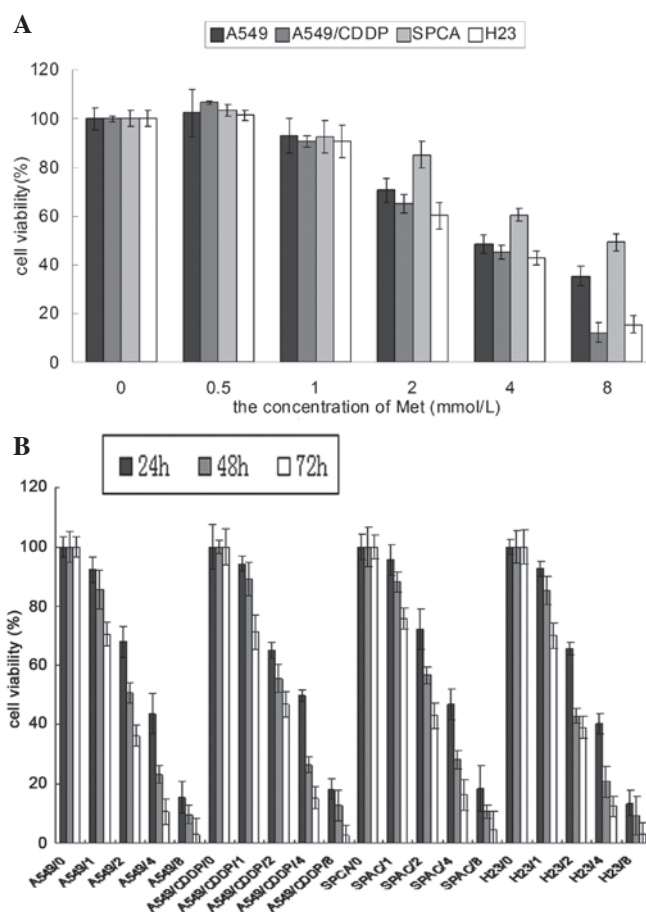 A
A549 A549/CDDP SPCA H23
120
100
80
60
40
20
0
cell viability(%)
0 0.5 1 2 4 8
the concentration of Met (mmol/L)
B
24h 48h 72h
120
100
80
60
40
20
0
cell viability (%)
A549/0 A549/1 A549/2 A549/4 A549/8 A549/CDDP/0 A549/CDDP/1 A549/CDDP/2 A549/CDDP/4 A549/CDDP/8 SPCA/0 SPAC/1 SPAC/2 SPAC/4 SPAC/8 H23/0 H23/1 H23/2 H23/4 H23/8